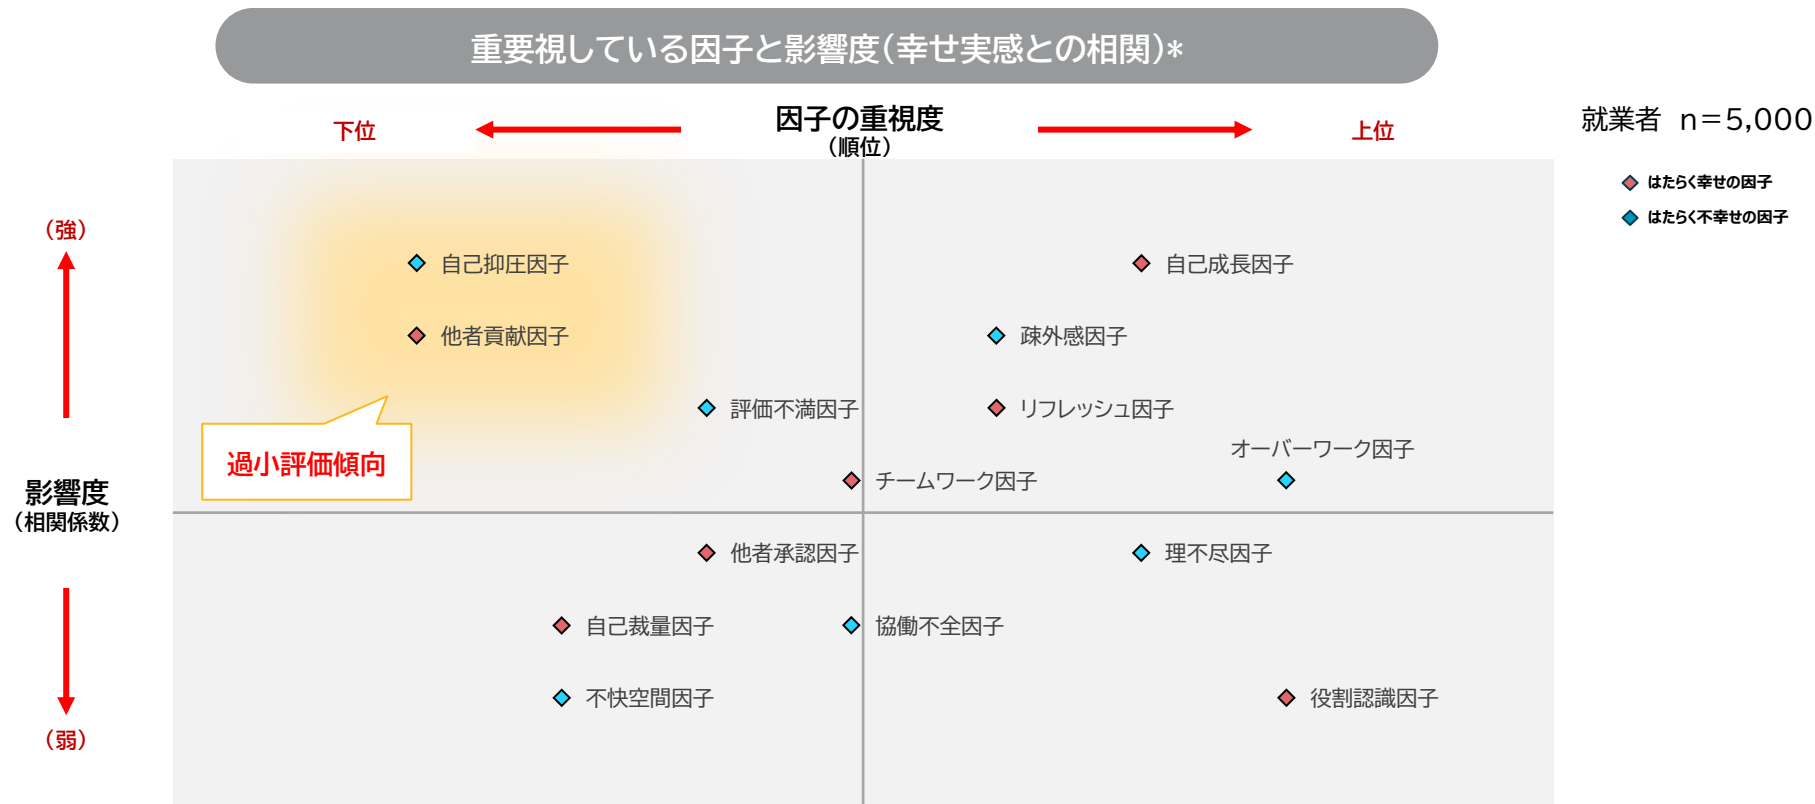 重要視している因子と影響度(幸せ実感との相関)*
下位
因子の重視度
(順位)
上位
就業者 n=5,000
はたらく幸せの因子
はたらく不幸せの因子
(強)
自己抑圧因子
自己成長因子
他者貢献因子
疎外感因子
評価不満因子
リフレッシュ因子
オーバーワーク因子
過小評価傾向
チームワーク因子
影響度
(相関係数)
他者承認因子
理不尽因子
自己裁量因子
協働不全因子
不快空間因子
役割認識因子
(弱)